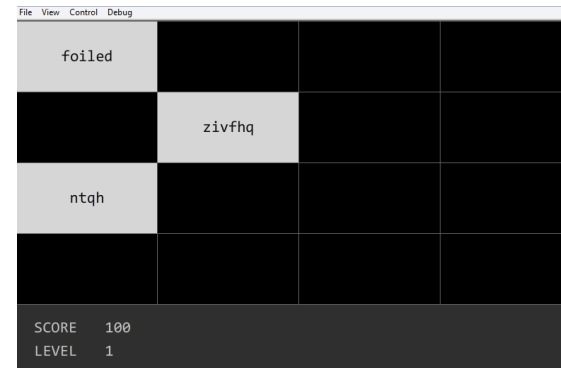 File View Control Debug
foiled
zivfhq
ntqh
SCORE 100
LEVEL 1